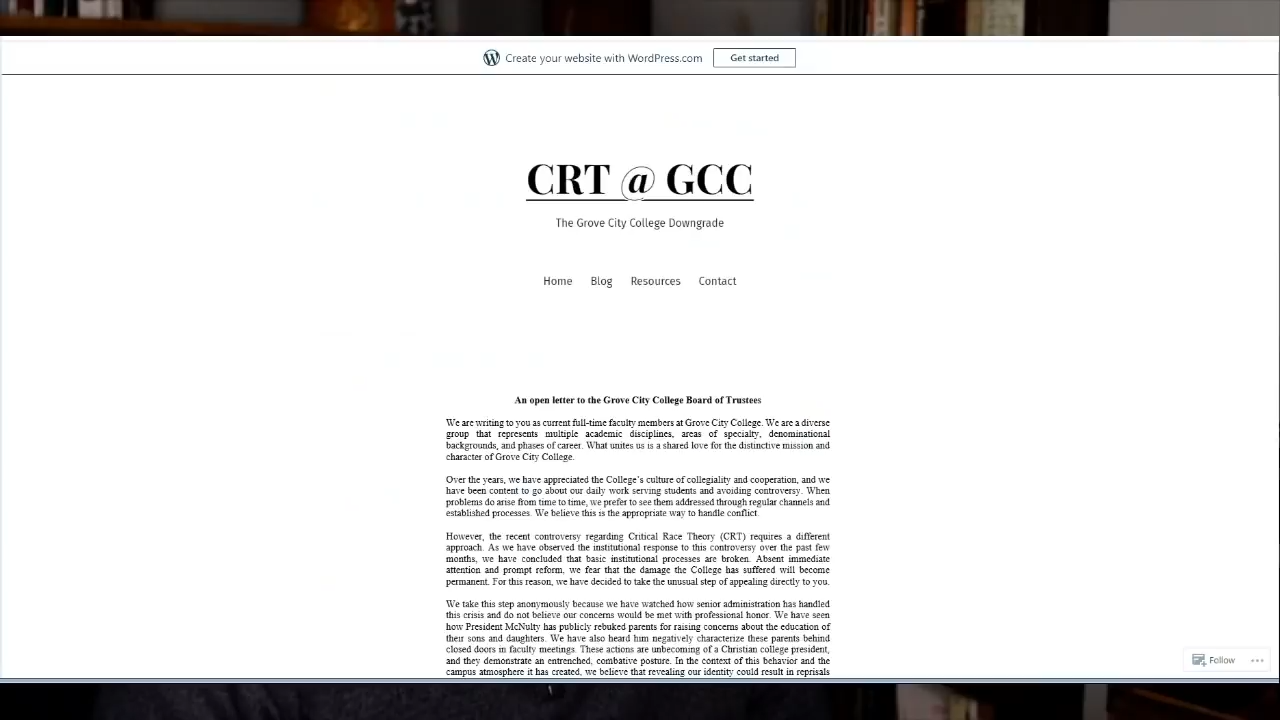 Create your website with WordPress.com
Get started
CRT @ GCC
The Grove City College Downgrade
Home Blog Resources Contact
An open letter to the Grove City College Board of Trustees
We are writing to you as current full-time faculty members at Grove City College. We are a diverse
group that represents multiple academic disciplines, areas of specialty, denominational
backgrounds, and phases of career. What unites us is a shared love for the distinctive mission and
character of Grove City College.
Over the years, we have appreciated the College's culture of collegiality and cooperation, and we
have been content to go about our daily work serving students and avoiding controversy. When
problems do arise from time to time, we prefer to see them addressed through regular channels and
established processes. We believe this is the appropriate way to handle conflict.
However, the recent controversy regarding Critical Race Theory (CRT) requires a different
approach. As we have observed the institutional response to this controversy over the past few
months, we have concluded that basic institutional processes are broken. Absent immediate
attention and prompt reform, we fear that the damage the College has suffered will become
permanent. For this reason, we have decided to take the unusual step of appealing directly to you.
We take this step anonymously because we have watched how senior administration has handled
this crisis and do not believe our concerns would be met with professional honor. We have seen
how President McNulty has publicly rebuked parents for raising concerns about the education of
their sons and daughters. We have also heard him negatively characterize these parents behind
closed doors in faculty meetings. These actions are unbecoming of a Christian college president,
and they demonstrate an entrenched, combative posture. In the context of this behavior and the
campus atmosphere it has created, we believe that revealing our identity could result in reprisals
Follow